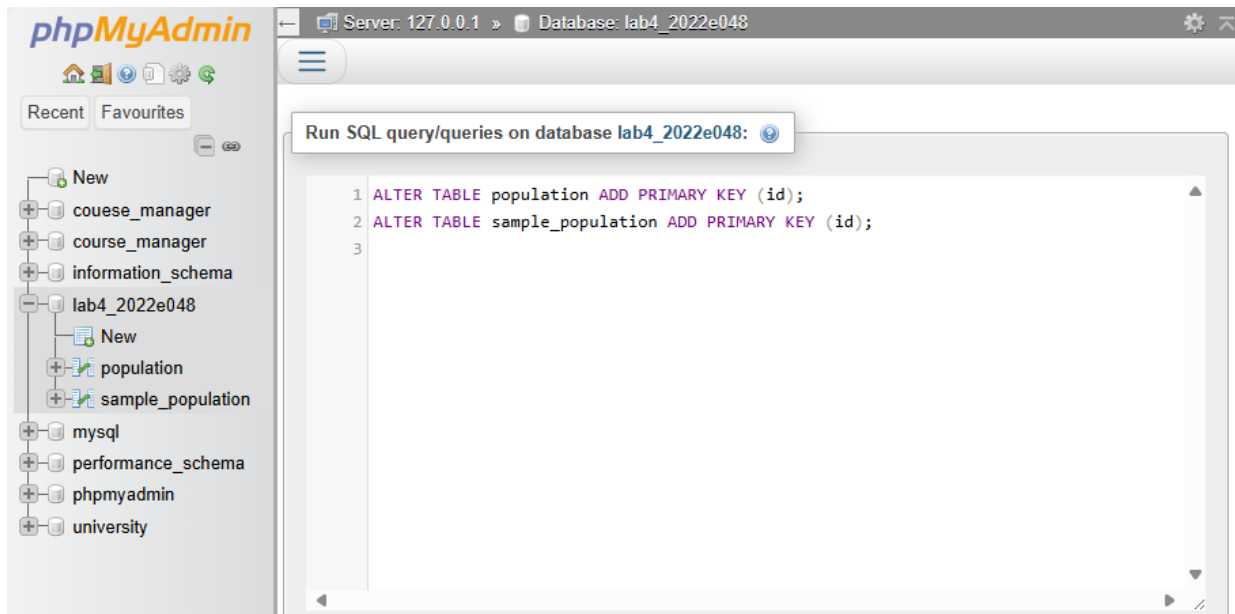 phpMyAdmin
Recent Favourites
New
couese_manager
course_manager
information_schema
lab4_2022e048
New
population
sample_population
mysql
performance_schema
phpmyadmin
university
Server: 127.0.0.1 » Database: lab4_2022e048
Run SQL query/queries on database lab4_2022e048:
1 ALTER TABLE population ADD PRIMARY KEY (id);
2 ALTER TABLE sample_population ADD PRIMARY KEY (id);
3